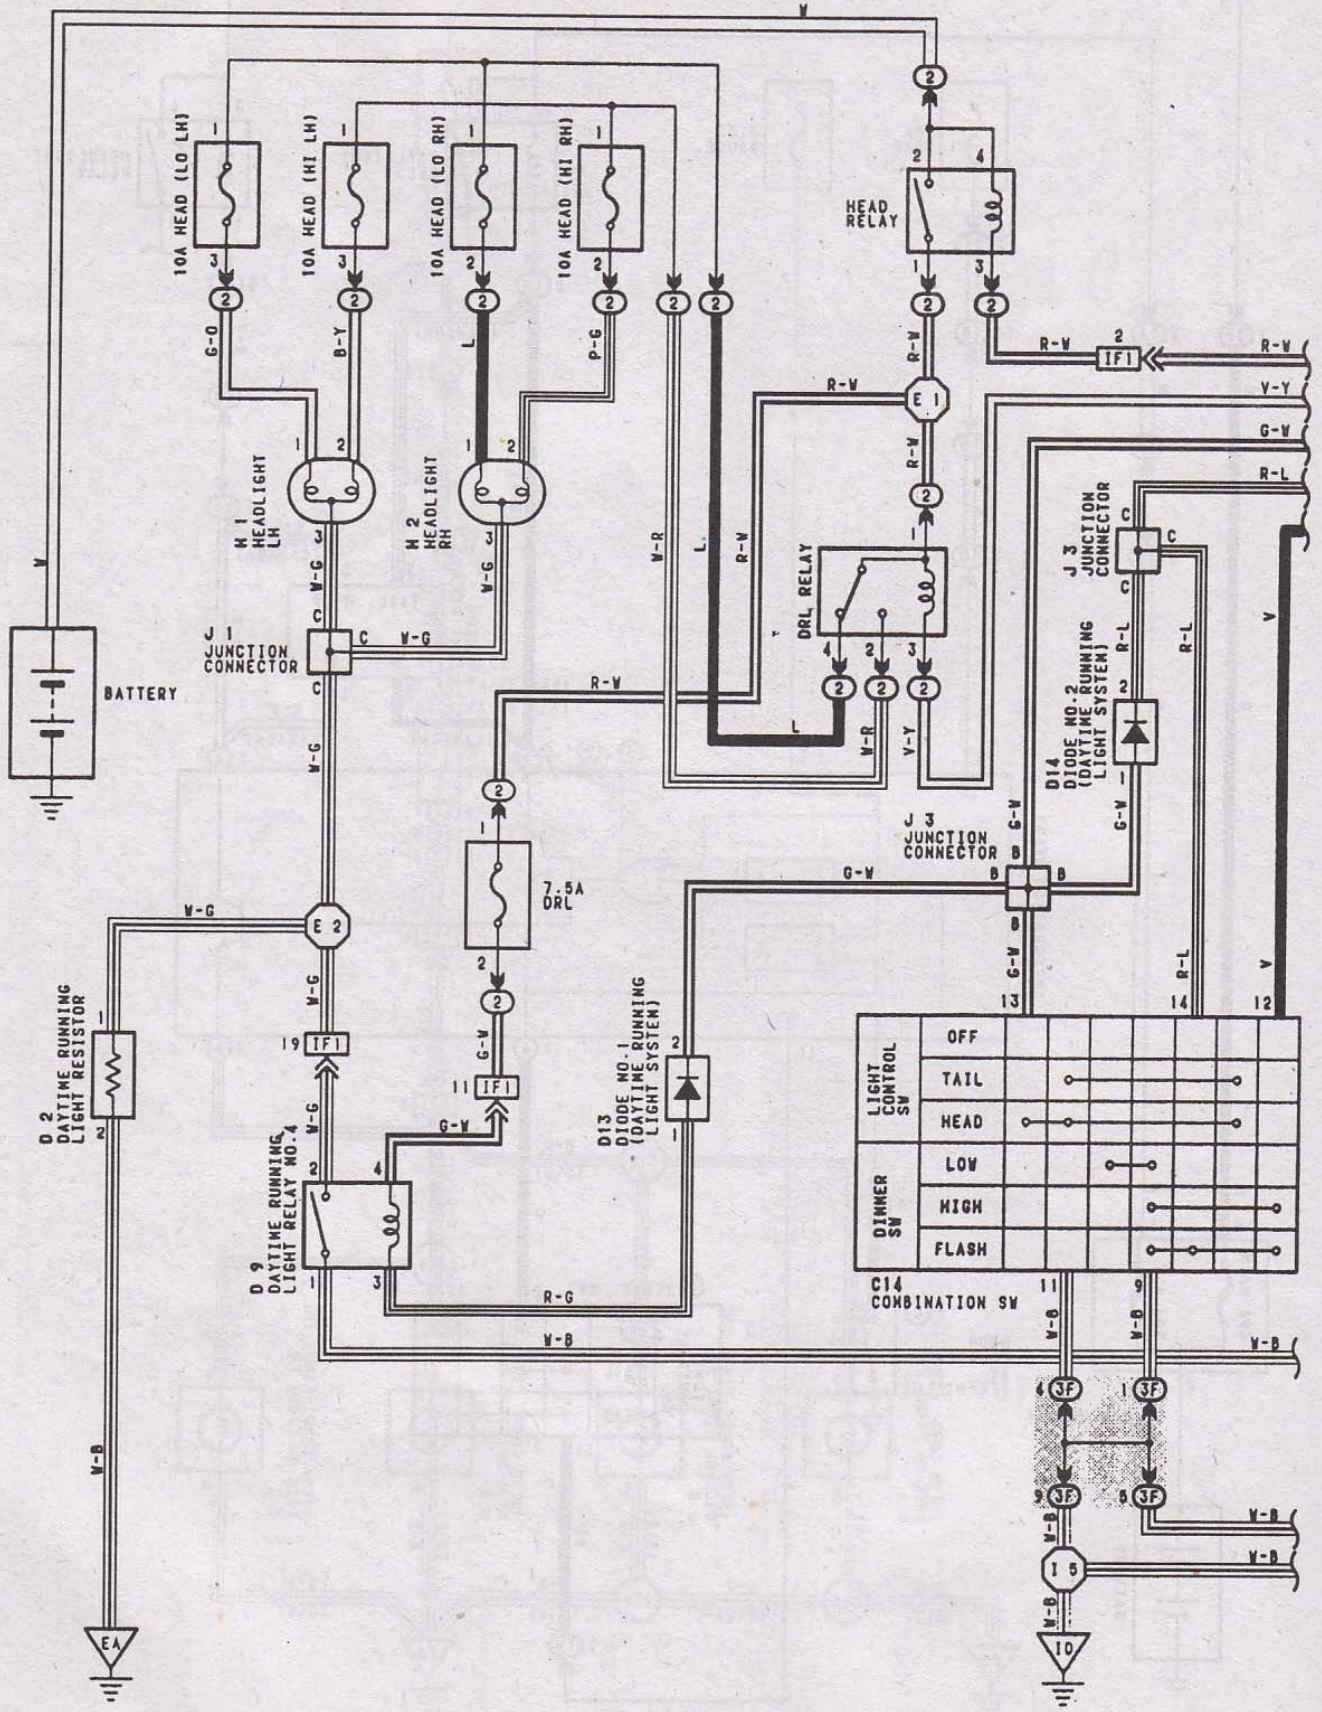 W
10A HEAD (LO LH)
1
3
2
G-O
10A HEAD (HI LH)
1
3
2
B-Y
10A HEAD (LO RH)
1
2
2
L
10A HEAD (HI RH)
1
2
2
P-G
2
2
2
2
4
HEAD
RELAY
1
3
2
2
R-W
R-W
2
IF1
R-W
V-Y
G-W
R-L
R-W
E 1
R-W
2
1
2
H 1
HEADLIGHT
LH
3
1
2
H 2
HEADLIGHT
RH
3
W-G
W-G
W-R
L
R-W
W
C
C
C
J 1
JUNCTION
CONNECTOR
W-G
BATTERY
1
DRL RELAY
4
2
3
2
2
2
L
W-R
V-Y
R-W
J 3
JUNCTION
CONNECTOR
C
C
C
R-L
R-L
V
2
D14
DIODE NO.2
(DAYTIME RUNNING
LIGHT SYSTEM)
1
G-W
G-W
J 3
JUNCTION
CONNECTOR
B
B
B
B
G-W
G-W
R-L
V
W-G
2
1
7.5A
DRL
2
2
G-W
11
IF1
G-W
W-G
E 2
W-G
19
IF1
W-G
1
D 2
DAYTIME RUNNING
LIGHT RESISTOR
2
2
4
D 9
DAYTIME RUNNING
LIGHT RELAY NO.4
1
3
2
D13
DIODE NO.1
(DAYTIME RUNNING
LIGHT SYSTEM)
1
R-G
W-B
W-B
13
14
12
LIGHT
CONTROL
SW
OFF
TAIL
HEAD
DIMMER
SW
LOW
HIGH
FLASH
C14
COMBINATION SW
11
9
W-B
W-B
4
3F
1
3F
9
3F
5
3F
W-B
W-B
W-B
I 5
W-B
W-B
EA
IO